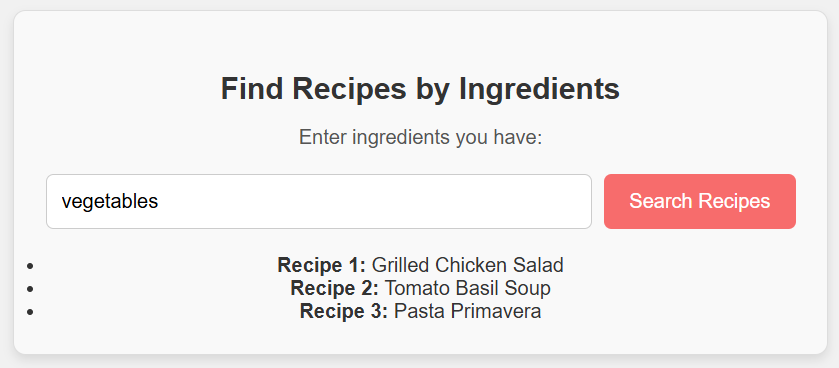 Find Recipes by Ingredients
Enter ingredients you have:
vegetables
Search Recipes
Recipe 1: Grilled Chicken Salad
Recipe 2: Tomato Basil Soup
Recipe 3: Pasta Primavera